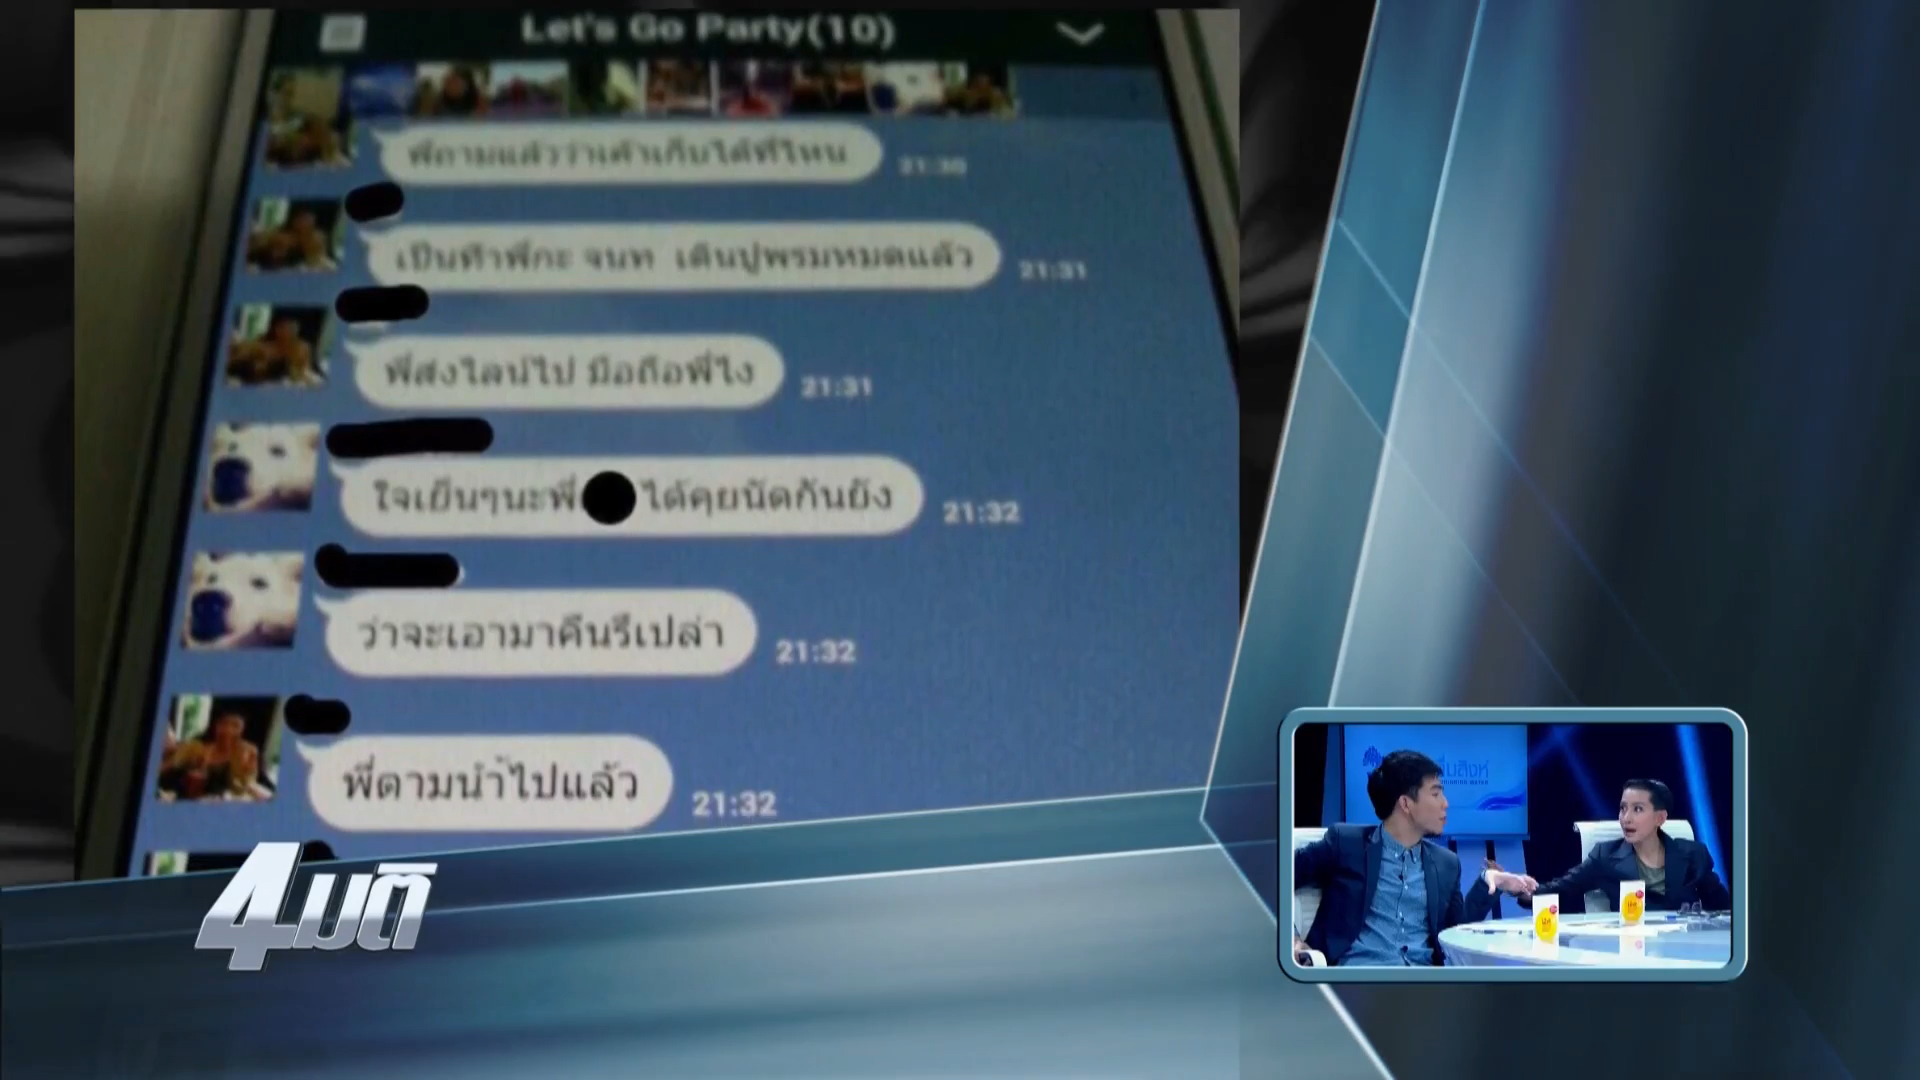 Let's Go Party(10)
พี่ถามแล้วว่าเค้าเก็บได้ที่ไหน 21:30
เป็นถ้าพี่กะ จนท เดินปูพรมหมดแล้ว 21:31
พี่ส่งไลน์ไป มือถือพี่ไง 21:31
ใจเย็นๆนะพี่ ได้คุยนัดกันยัง 21:32
ว่าจะเอามาคืนรึเปล่า 21:32
พี่ตามน้ำไปแล้ว 21:32
4มติ